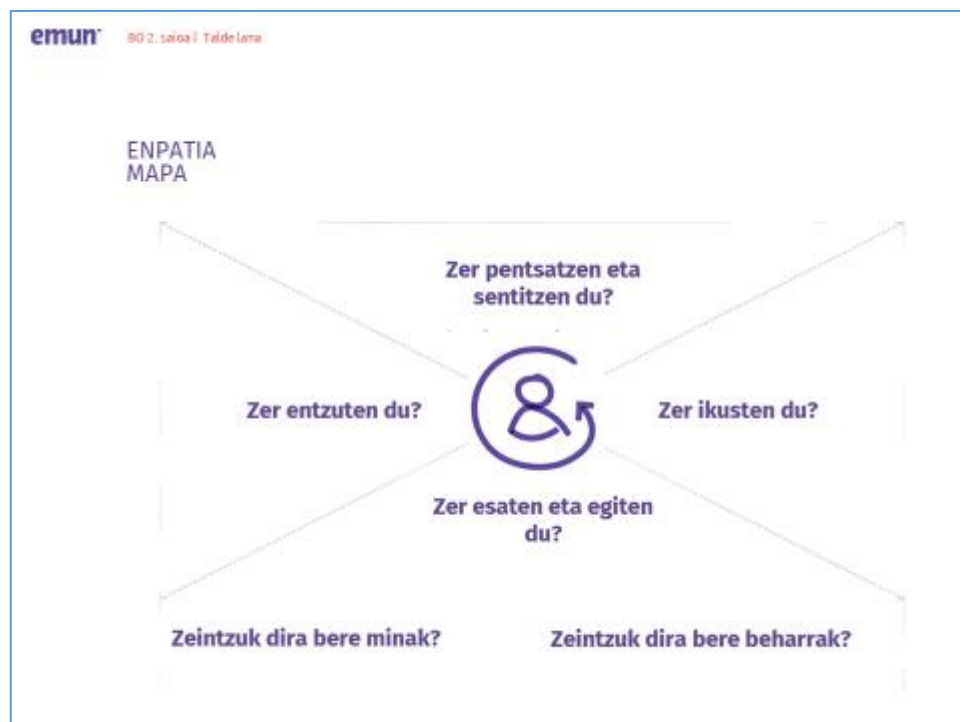 emun
BO 2. saioa | Talde lana
ENPATIA
MAPA
Zer pentsatzen eta
sentitzen du?
Zer entzuten du?
Zer ikusten du?
Zer esaten eta egiten
du?
Zeintzuk dira bere minak?
Zeintzuk dira bere beharrak?